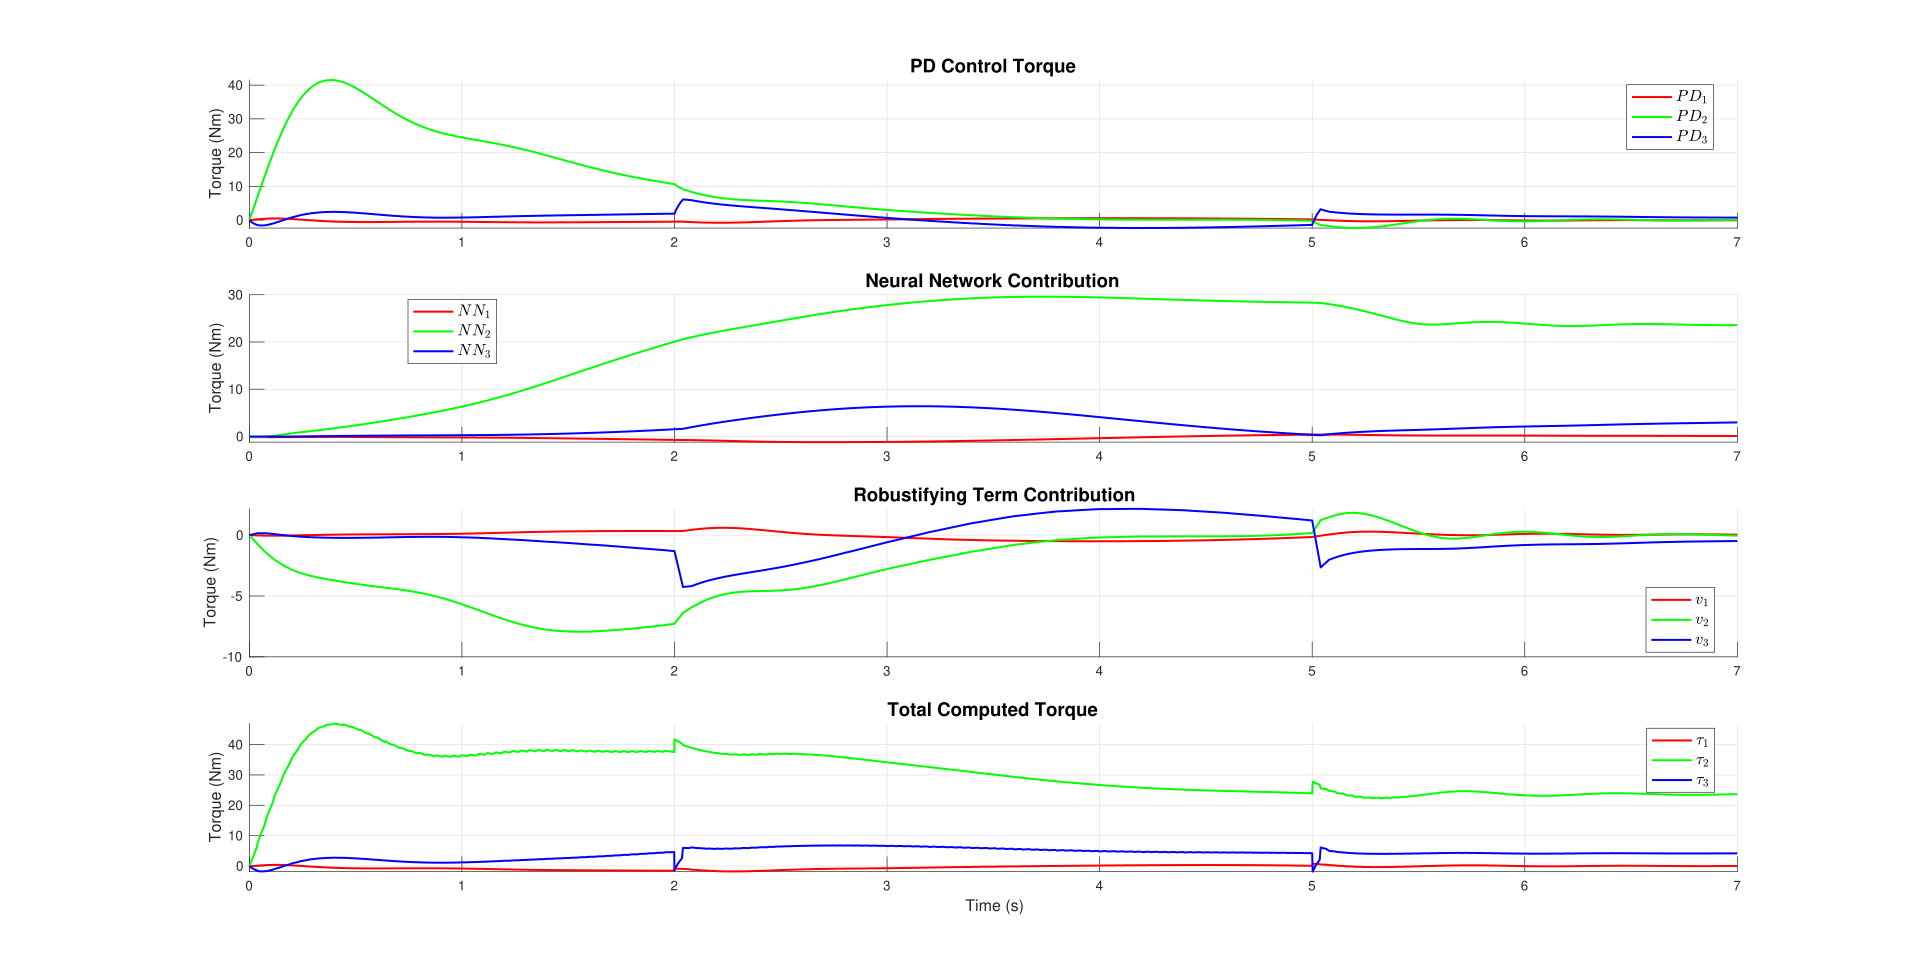 PD Control Torque
Torque (Nm)
40
30
20
10
0
0 1 2 3 4 5 6 7
PD1
PD2
PD3
Neural Network Contribution
Torque (Nm)
30
20
10
0
0 1 2 3 4 5 6 7
NN1
NN2
NN3
Robustifying Term Contribution
Torque (Nm)
0
-5
-10
0 1 2 3 4 5 6 7
v1
v2
v3
Total Computed Torque
Torque (Nm)
40
30
20
10
0
0 1 2 3 4 5 6 7
τ1
τ2
τ3
Time (s)